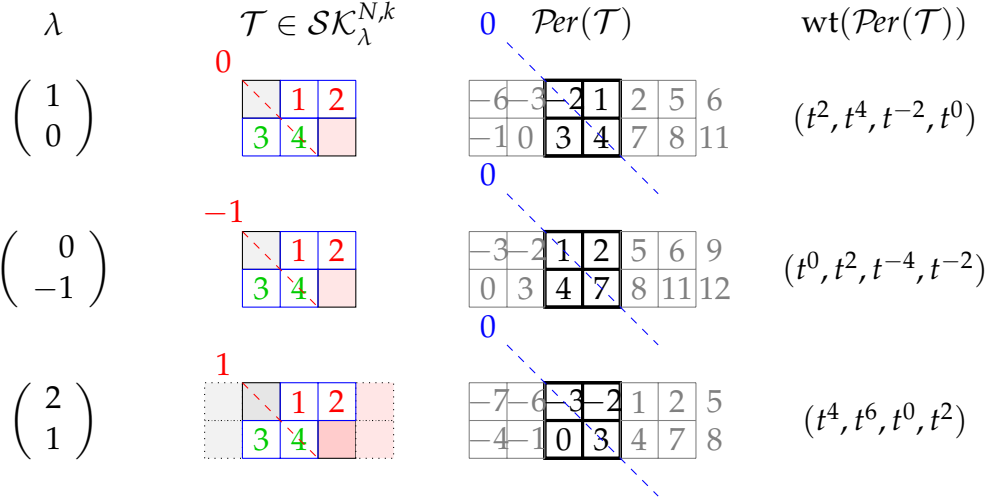 λ 𝒯 ∈ 𝒮𝒦_λ^{N,k} 0 𝒫er(𝒯) wt(𝒫er(𝒯))
0
1 1 2 −6 −3 −2 1 2 5 6 (t^2, t^4, t^{−2}, t^0)
0 3 4 −1 0 3 4 7 8 11
0
−1
0 1 2 −3 −2 1 2 5 6 9 (t^0, t^2, t^{−4}, t^{−2})
−1 3 4 0 3 4 7 8 11 12
0
1
2 1 2 −7 −6 −3 −2 1 2 5 (t^4, t^6, t^0, t^2)
1 3 4 −4 −1 0 3 4 7 8